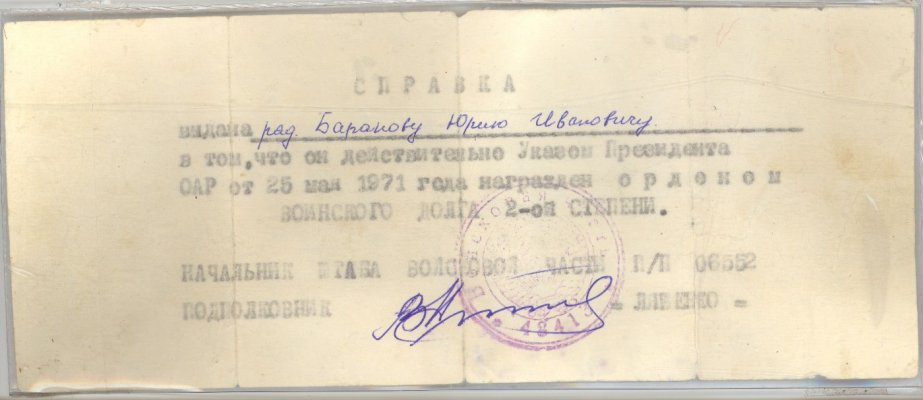 СПРАВКА
выдана ряд. Баранову Юрию Ивановичу.
в том, что он действительно Указом Президента
ОАР от 25 мая 1971 года награжден орденом
ВОИНСКОГО ДОЛГА 2-ой СТЕПЕНИ.
НАЧАЛЬНИК ШТАБА ВОЙСКОВОЙ ЧАСТИ П/П 06552
ПОДПОЛКОВНИК